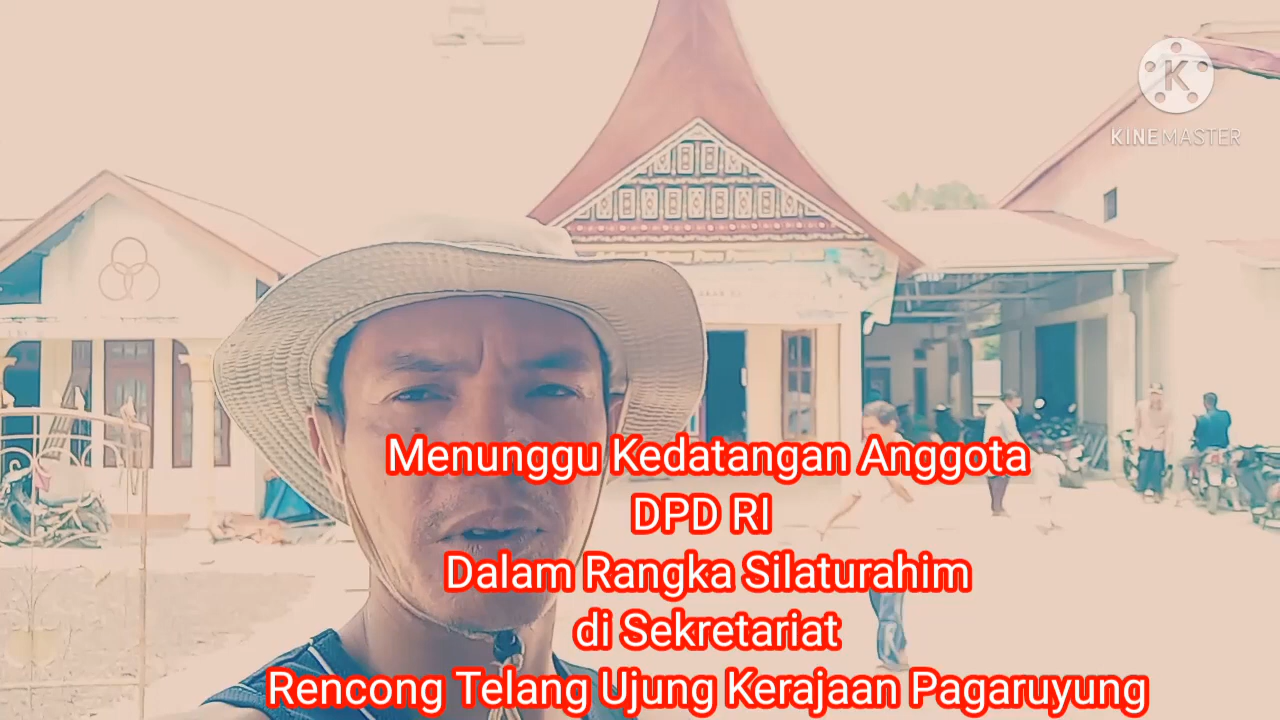 KINEMASTER
Menunggu Kedatangan Anggota
DPD RI
Dalam Rangka Silaturahim
di Sekretariat
Rencong Telang Ujung Kerajaan Pagaruyung